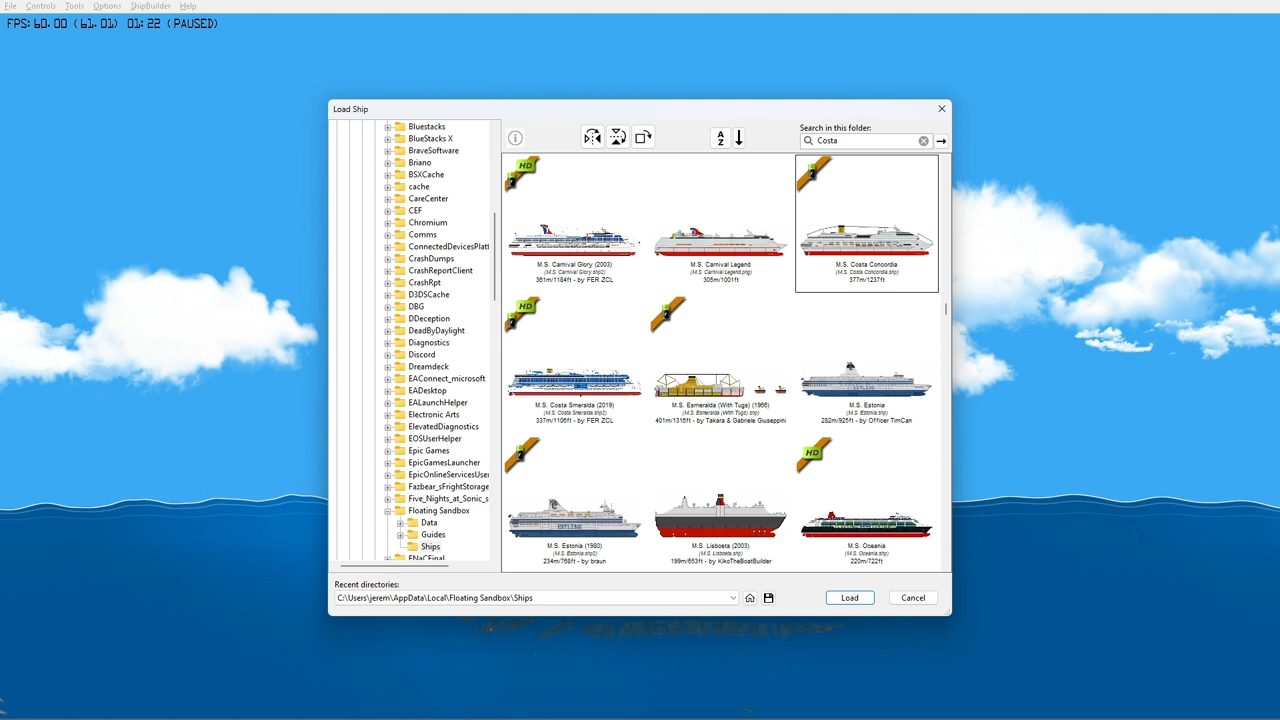 File Controls Tools Options ShipBuilder Help
FPS: 60.00 (61.01) 01:22 (PAUSED)
Load Ship
Bluestacks
BlueStacks X
BraveSoftware
Briano
BSXCache
cache
CareCenter
CEF
Chromium
Comms
ConnectedDevicesPlatf
CrashDumps
CrashReportClient
CrashRpt
D3DSCache
DBG
DDeception
DeadByDaylight
Diagnostics
Discord
Dreamdeck
EAConnect_microsoft
EADesktop
EALaunchHelper
Electronic Arts
ElevatedDiagnostics
EOSUserHelper
Epic Games
EpicGamesLauncher
EpicOnlineServicesUser
Fazbear_sFrightStorage
Five_Nights_at_Sonic_s
Floating Sandbox
Data
Guides
Ships
FNaCFinal
A
Z
Search in this folder:
Costa
HD
?
M.S. Carnival Glory (2003)
(M.S. Carnival Glory.shp2)
361m/1184ft - by FER ZCL
M.S. Carnival Legend
(M.S. Carnival Legend.png)
305m/1001ft
?
M.S. Costa Concordia
(M.S. Costa Concordia.shp)
377m/1237ft
HD
?
M.S. Costa Smeralda (2019)
(M.S. Costa Smeralda.shp2)
337m/1106ft - by FER ZCL
?
M.S. Esmeralda (With Tugs) (1966)
(M.S. Esmeralda (With Tugs).shp)
401m/1316ft - by Takara & Gabriele Giuseppini
M.S. Estonia
(M.S. Estonia.shp)
282m/925ft - by Officer TimCan
?
ESTLINE
M.S. Estonia (1980)
(M.S. Estonia.shp2)
234m/768ft - by braun
M.S. Lisboeta (2003)
(M.S. Lisboeta.shp)
199m/653ft - by KikoTheBoatBuilder
HD
M.S. Oceania
(M.S. Oceania.shp)
220m/722ft
Recent directories:
C:\Users\jerem\AppData\Local\Floating Sandbox\Ships
Load
Cancel